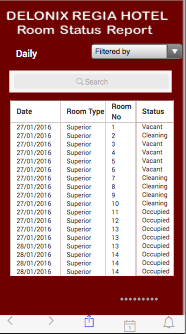 DELONIX REGIA HOTEL
Room Status Report
Daily
Filtered by
Search
Date Room Type Room No Status
27/01/2016 Superior 1 Vacant
27/01/2016 Superior 2 Cleaning
27/01/2016 Superior 3 Cleaning
27/01/2016 Superior 4 Vacant
27/01/2016 Superior 5 Vacant
27/01/2016 Superior 6 Vacant
27/01/2016 Superior 7 Cleaning
27/01/2016 Superior 8 Cleaning
27/01/2016 Superior 9 Cleaning
27/01/2016 Superior 10 Cleaning
27/01/2016 Superior 11 Occupied
27/01/2016 Superior 12 Occupied
27/01/2016 Superior 13 Occupied
27/01/2016 Superior 13 Occupied
28/01/2016 Superior 14 Occupied
28/01/2016 Superior 14 Occupied
28/01/2016 Superior 14 Occupied